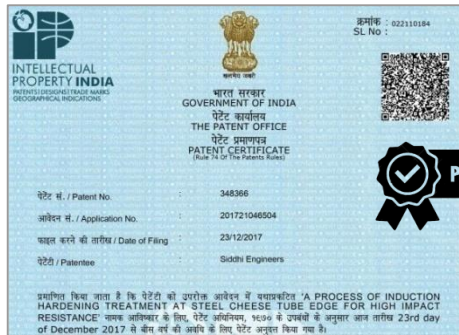 क्रमांक : 022110184
SL No :
INTELLECTUAL
PROPERTY INDIA
PATENTS | DESIGNS | TRADE MARKS
GEOGRAPHICAL INDICATIONS
सत्यमेव जयते
भारत सरकार
GOVERNMENT OF INDIA
पेटेंट कार्यालय
THE PATENT OFFICE
पेटेंट प्रमाणपत्र
PATENT CERTIFICATE
(Rule 74 Of The Patents Rules)
P
पेटेंट सं. / Patent No. : 348366
आवेदन सं. / Application No. : 201721046504
फाइल करने की तारीख / Date of Filing : 23/12/2017
पेटेंटी / Patentee : Siddhi Engineers
प्रमाणित किया जाता है कि पेटेंटी को उपरोक्त आवेदन में यथाप्रकटित 'A PROCESS OF INDUCTION
HARDENING TREATMENT AT STEEL CHEESE TUBE EDGE FOR HIGH IMPACT
RESISTANCE' नामक आविष्कार के लिए, पेटेंट अधिनियम, १९७० के उपबंधों के अनुसार आज तारीख 23rd day
of December 2017 से बीस वर्ष की अवधि के लिए पेटेंट अनुदत्त किया गया है।